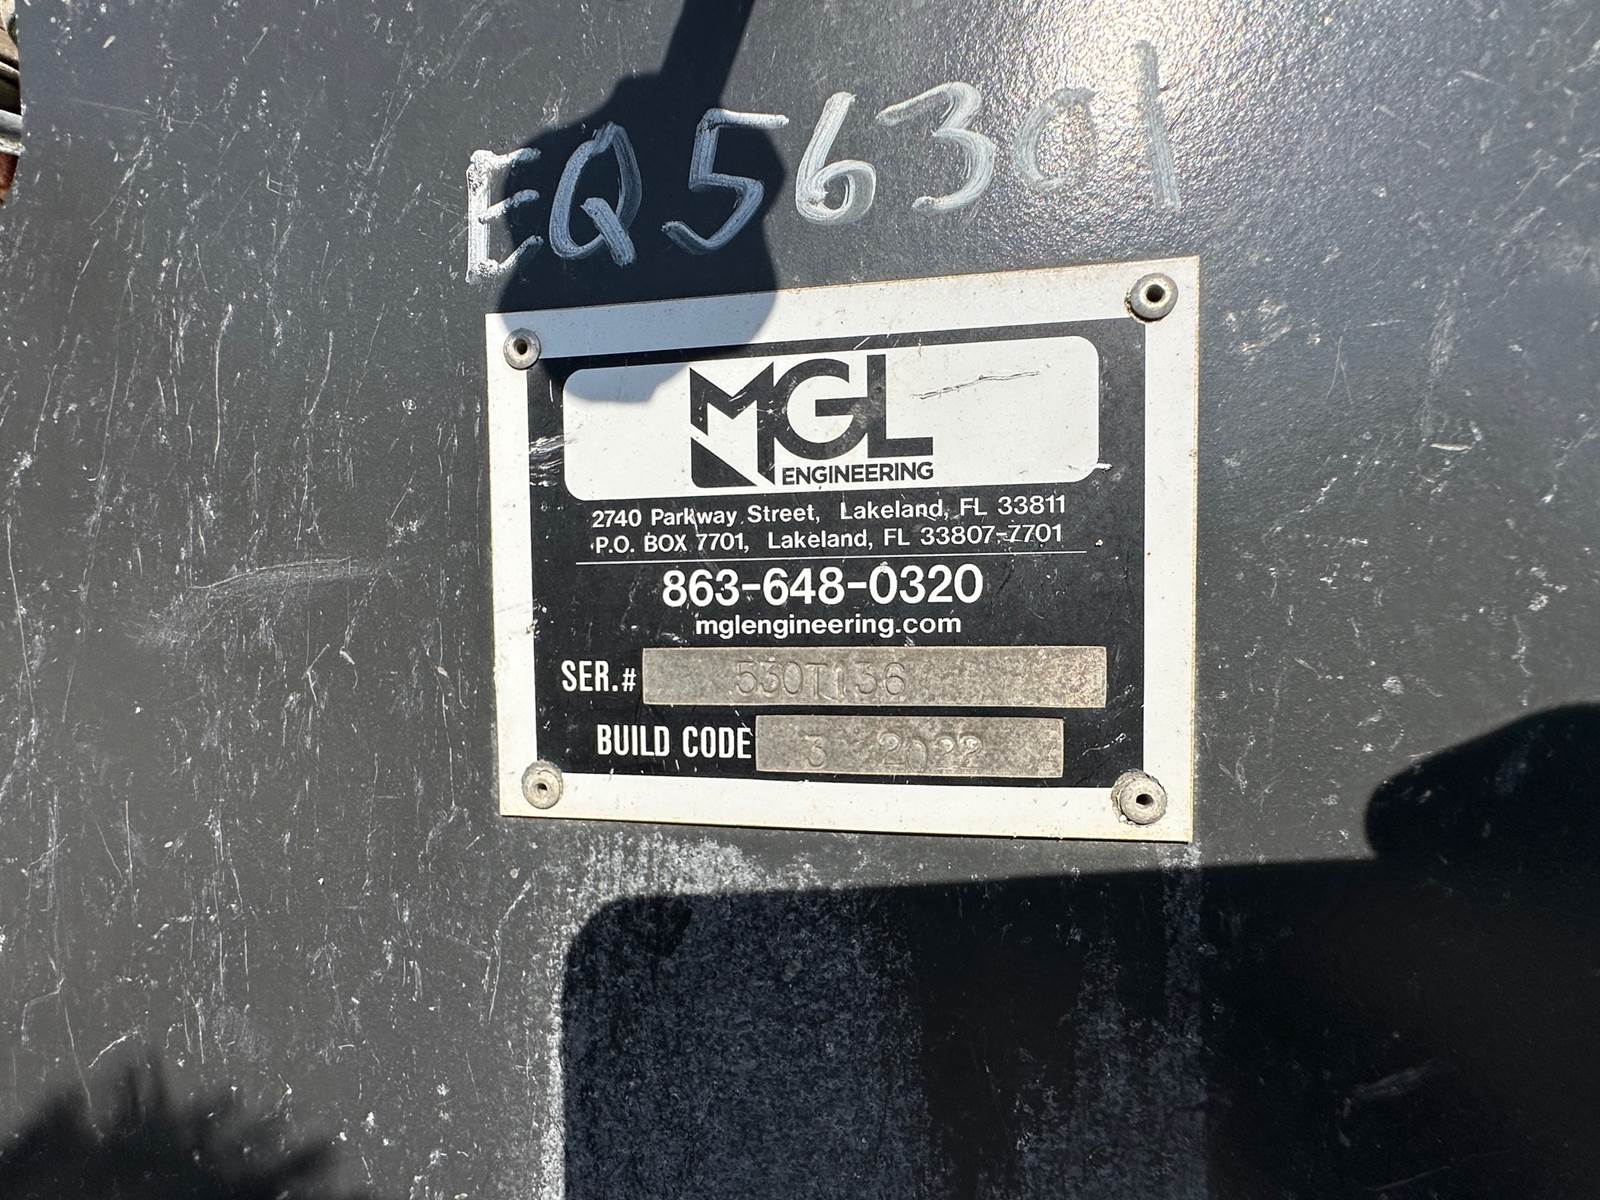 EQ56301
MGL
ENGINEERING
2740 Parkway Street, Lakeland, FL 33811
P.O. BOX 7701, Lakeland, FL 33807-7701
863-648-0320
mglengineering.com
SER.# 530T136
BUILD CODE 3 2022